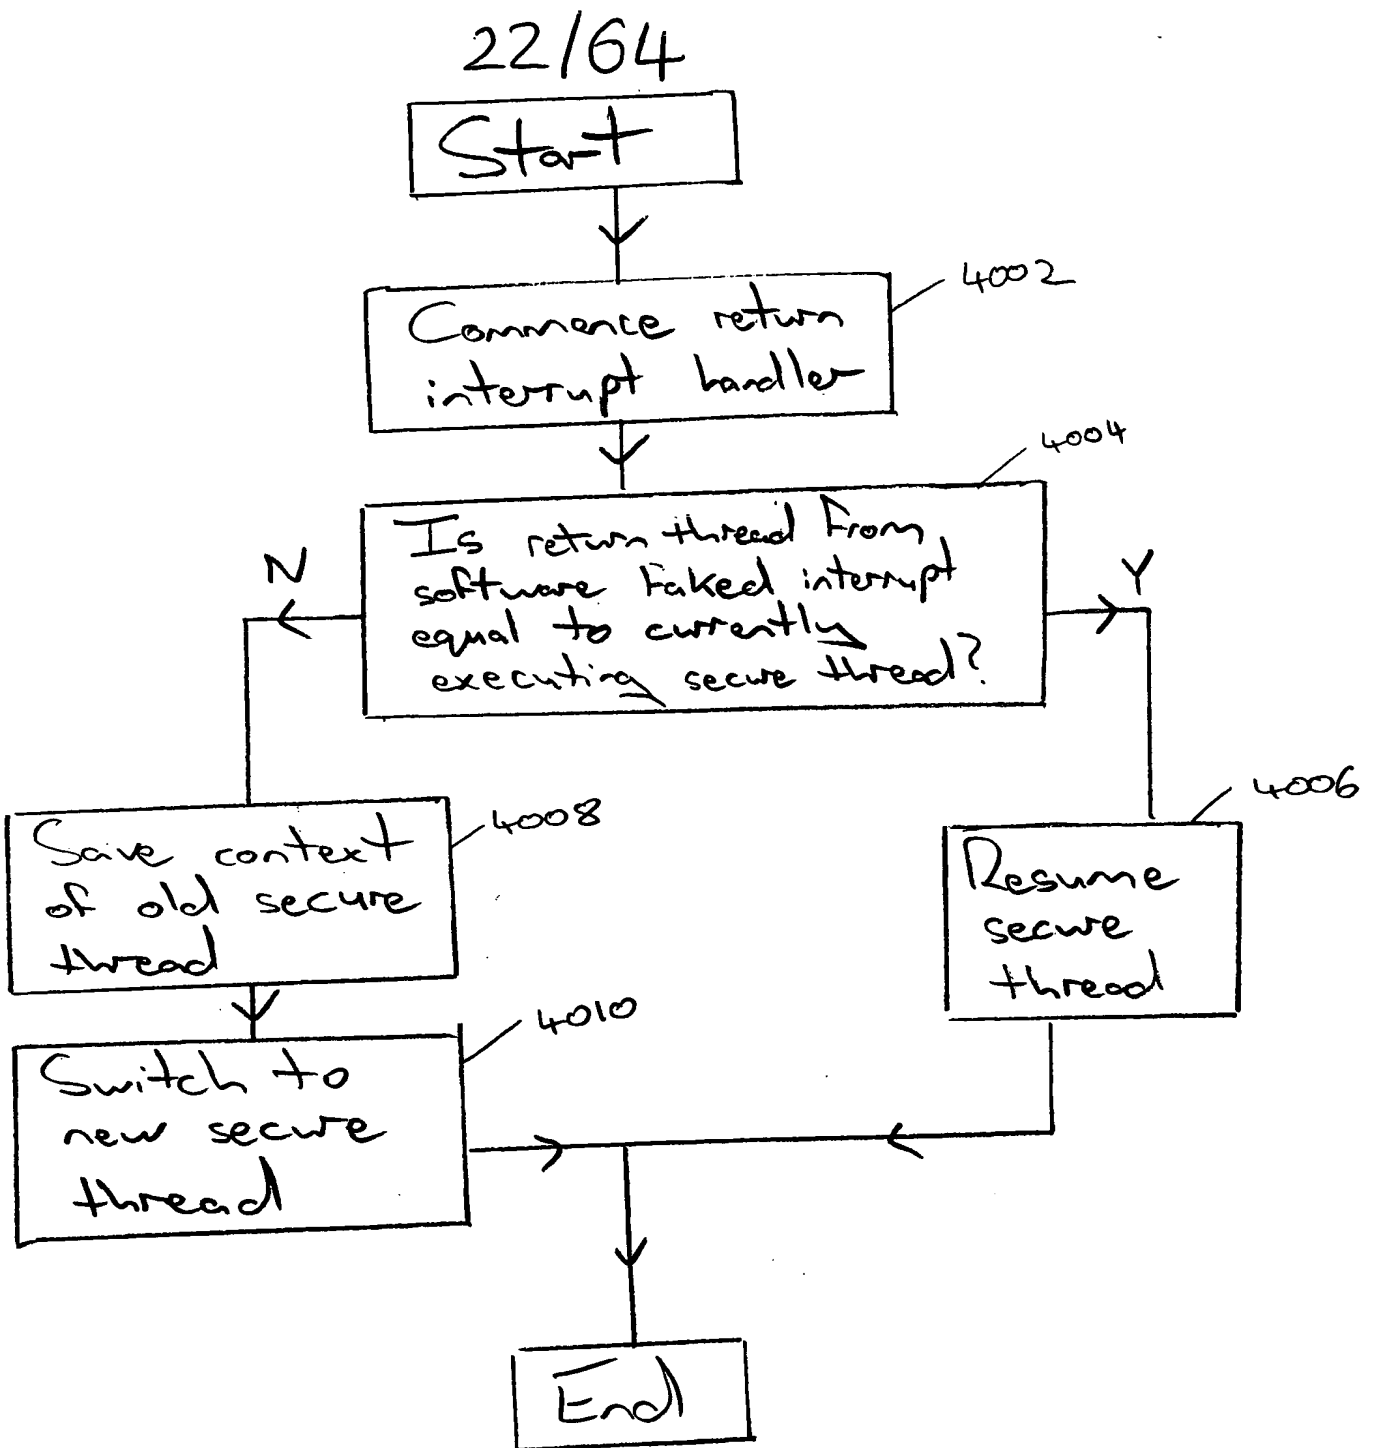 22/64
Start
4002
Commence return
interrupt handler
4004
Is return thread from
software faked interrupt
equal to currently
executing secure thread?
N
Y
4008
Save context
of old secure
thread
4006
Resume
secure
thread
4010
Switch to
new secure
thread
End